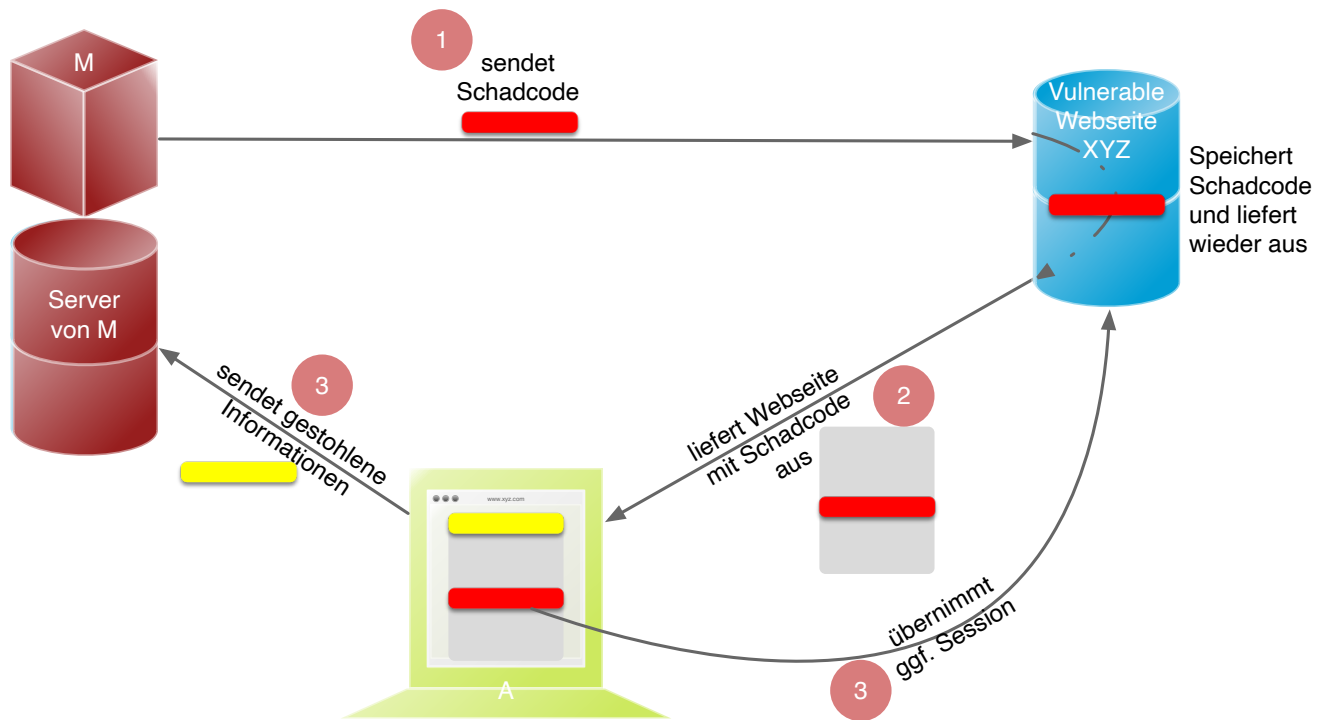 M
1
sendet
Schadcode
Vulnerable
Webseite
XYZ
Speichert
Schadcode
und liefert
wieder aus
Server
von M
3
sendet gestohlene
Informationen
liefert Webseite
mit Schadcode
aus
2
www.xyz.com
A
übernimmt
ggf. Session
3